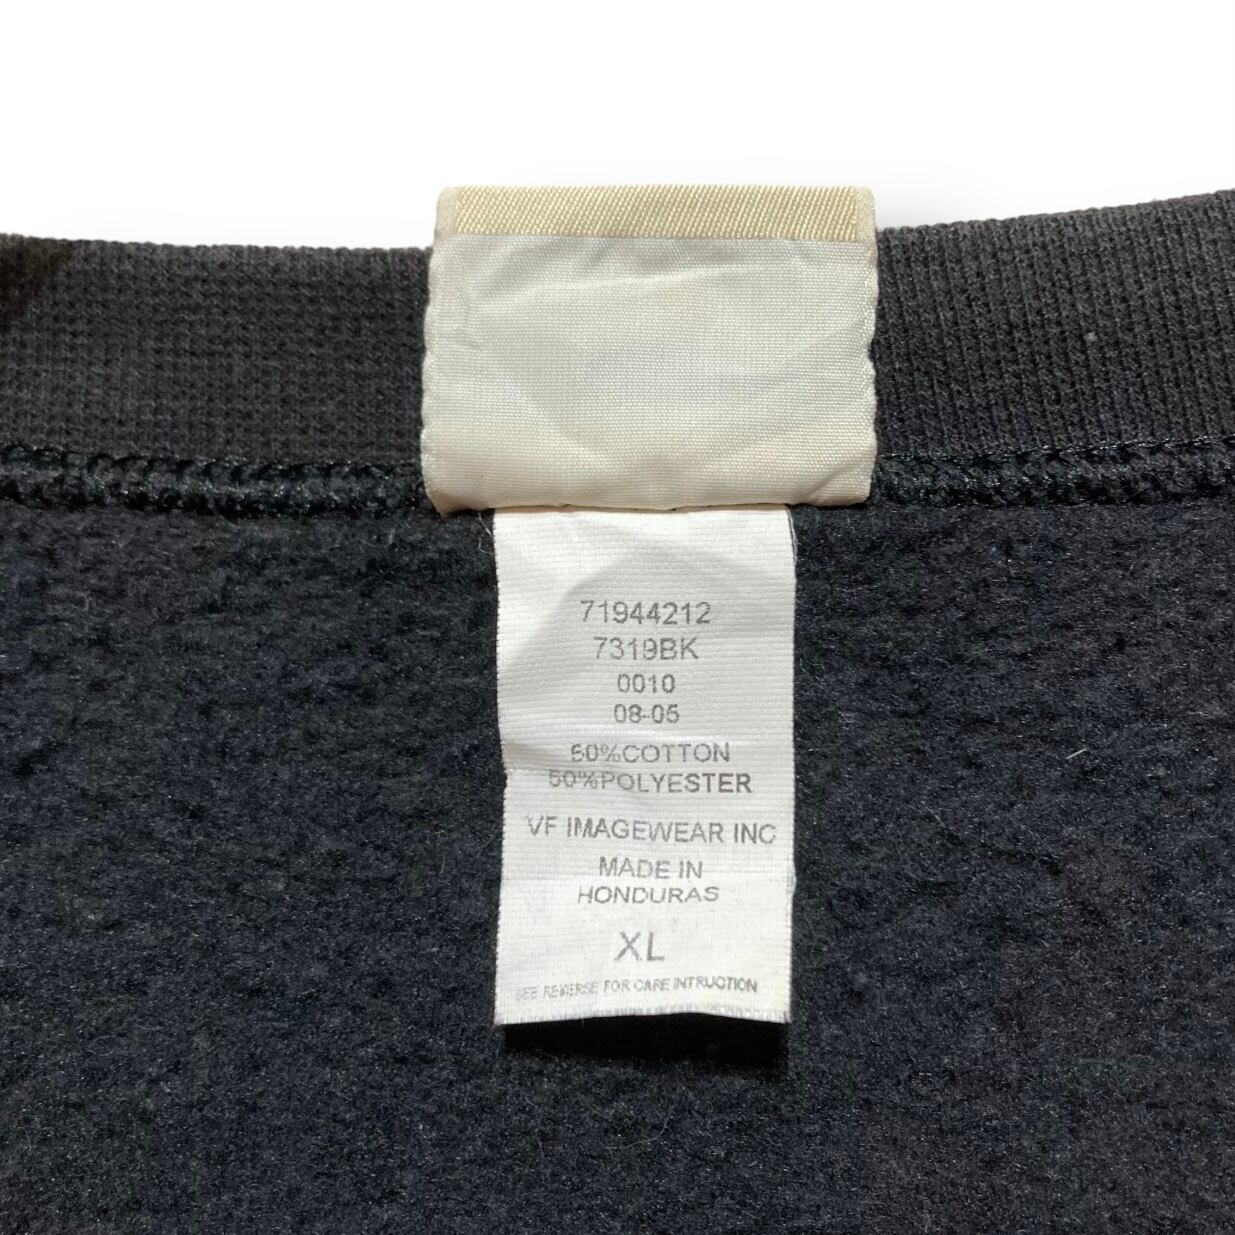 71944212
7319BK
0010
08-05
50%COTTON
50%POLYESTER
VF IMAGEWEAR INC
MADE IN
HONDURAS
XL
SEE REVERSE FOR CARE INTRUCTION